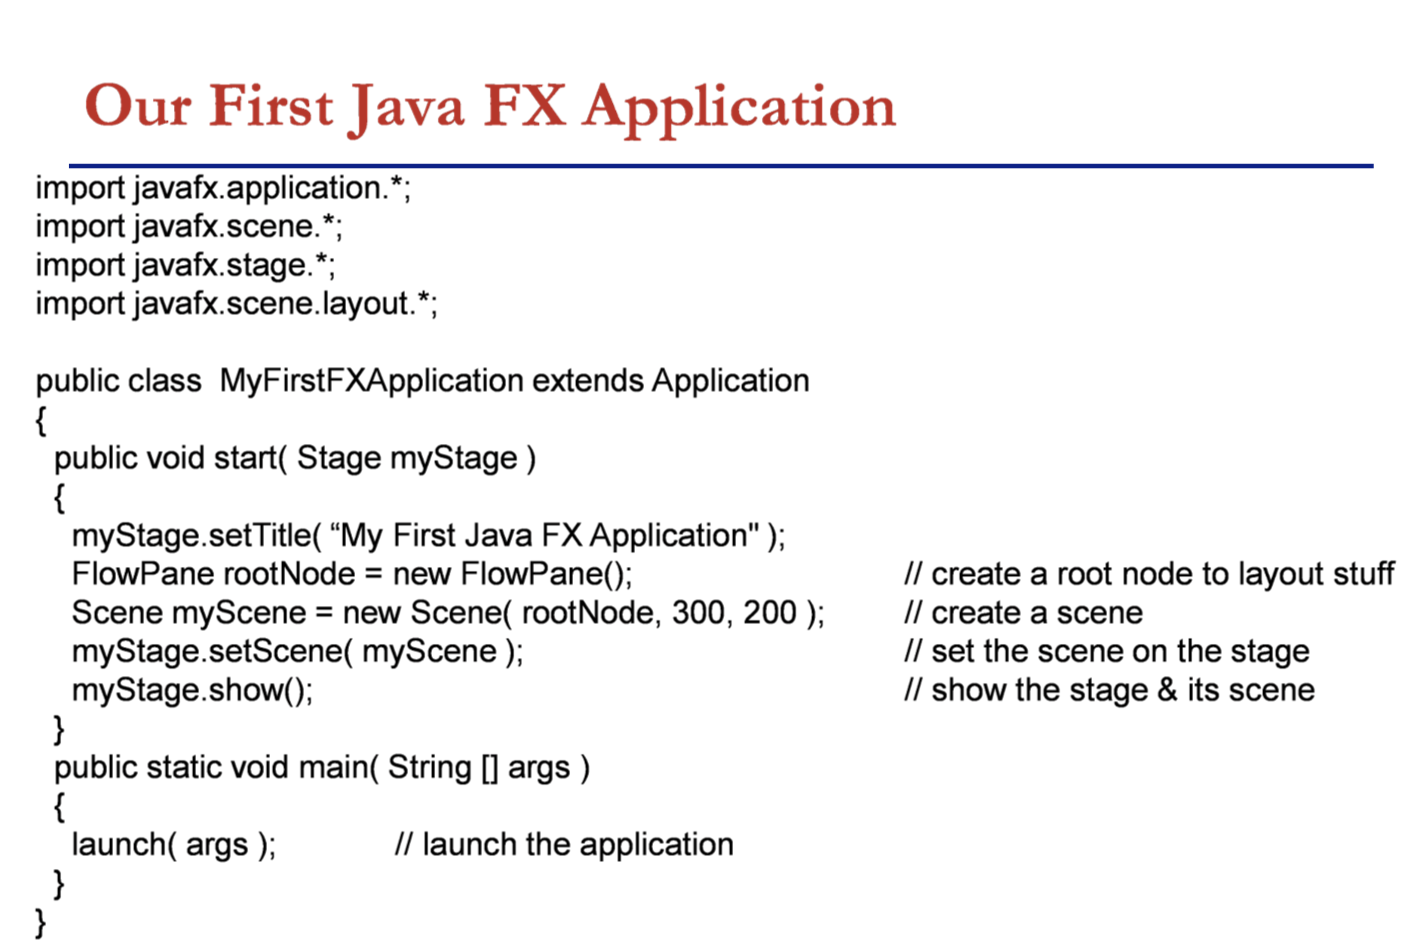 Our First Java FX Application
import javafx.application.*;
import javafx.scene.*;
import javafx.stage.*;
import javafx.scene.layout.*;
public class  MyFirstFXApplication extends Application
{
public void start( Stage myStage )
{
myStage.setTitle( “My First Java FX Application" );
FlowPane rootNode = new FlowPane(); // create a root node to layout stuff
Scene myScene = new Scene( rootNode, 300, 200 ); // create a scene
myStage.setScene( myScene ); // set the scene on the stage
myStage.show(); // show the stage & its scene
}
public static void main( String [] args )
{
launch( args ); // launch the application
}
}